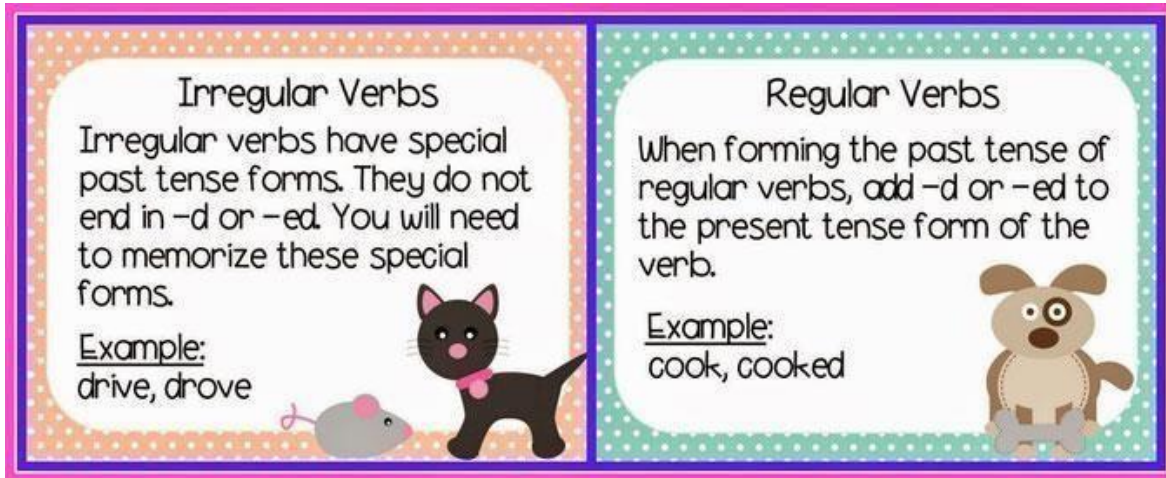 Irregular Verbs
Irregular verbs have special
past tense forms. They do not
end in –d or –ed. You will need
to memorize these special
forms.
Example:
drive, drove
Regular Verbs
When forming the past tense of
regular verbs, add –d or –ed to
the present tense form of the
verb.
Example:
cook, cooked